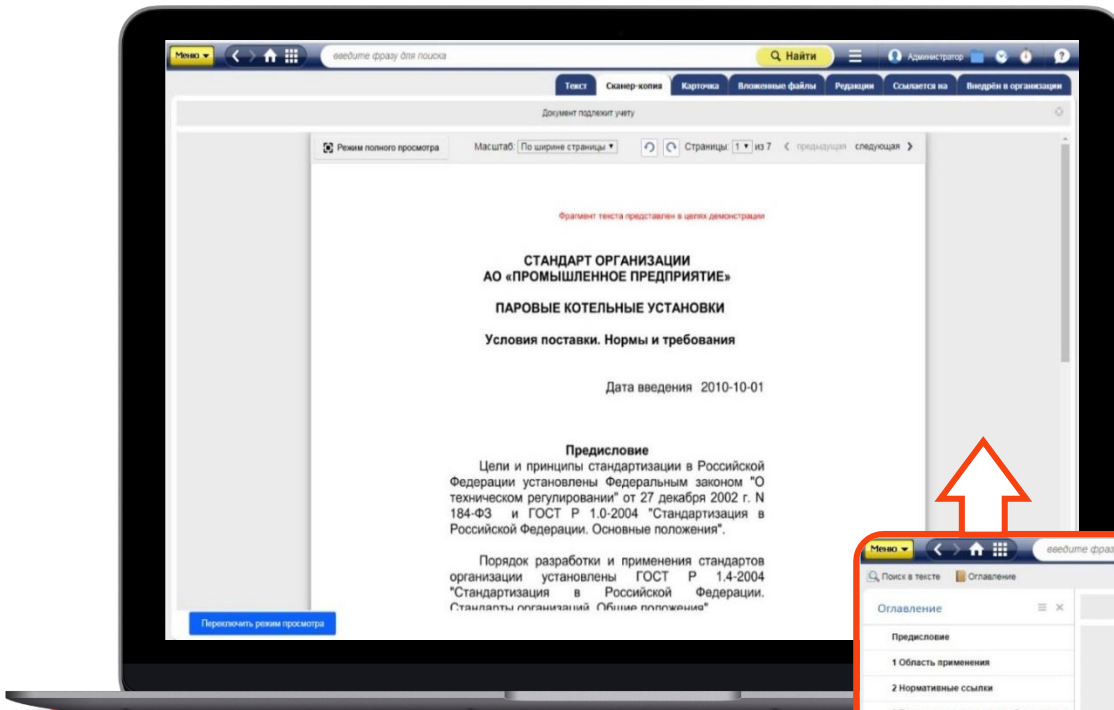 Меню
введите фразу для поиска
Найти
Администратор
?
Текст Сканер-копия Карточка Вложенные файлы Редакции Ссылается на Внедрён в организации
Документ подлежит учету
Режим полного просмотра Масштаб: По ширине страницы Страницы: 1 из 7 предыдущая следующая
Фрагмент текста представлен в целях демонстрации
СТАНДАРТ ОРГАНИЗАЦИИ
АО «ПРОМЫШЛЕННОЕ ПРЕДПРИЯТИЕ»
ПАРОВЫЕ КОТЕЛЬНЫЕ УСТАНОВКИ
Условия поставки. Нормы и требования
Дата введения 2010-10-01
Предисловие
Цели и принципы стандартизации в Российской
Федерации установлены Федеральным законом "О
техническом регулировании" от 27 декабря 2002 г. N
184-ФЗ и ГОСТ Р 1.0-2004 "Стандартизация в
Российской Федерации. Основные положения".
Порядок разработки и применения стандартов
организации установлены ГОСТ Р 1.4-2004
"Стандартизация в Российской Федерации.
Стандарты организаций. Общие положения"
Переключить режим просмотра
Меню
введите фраз
Поиск в тексте Оглавление
Оглавление
Предисловие
1 Область применения
2 Нормативные ссылки